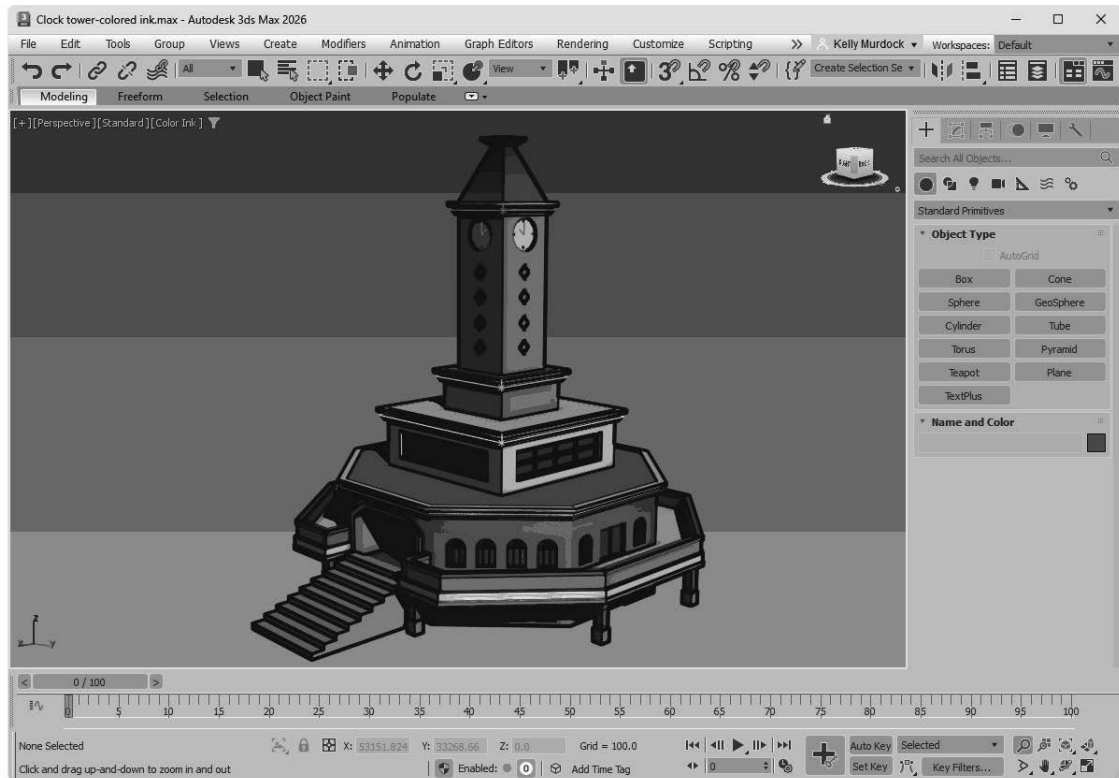 Clock tower-colored ink.max - Autodesk 3ds Max 2026
File Edit Tools Group Views Create Modifiers Animation Graph Editors Rendering Customize Scripting Kelly Murdock Workspaces: Default
All View Create Selection Se
Modeling Freeform Selection Object Paint Populate
[+][Perspective][Standard][Color Ink]
Search All Objects...
Standard Primitives
Object Type
AutoGrid
Box Cone
Sphere GeoSphere
Cylinder Tube
Torus Pyramid
Teapot Plane
TextPlus
Name and Color
z
x y
< 0 / 100 >
0 5 10 15 20 25 30 35 40 45 50 55 60 65 70 75 80 85 90 95 100
None Selected X: 53151.824 Y: 33268.66 Z: 0.0 Grid = 100.0 Auto Key Selected
Click and drag up-and-down to zoom in and out Enabled: 0 Add Time Tag 0 Set Key Key Filters...